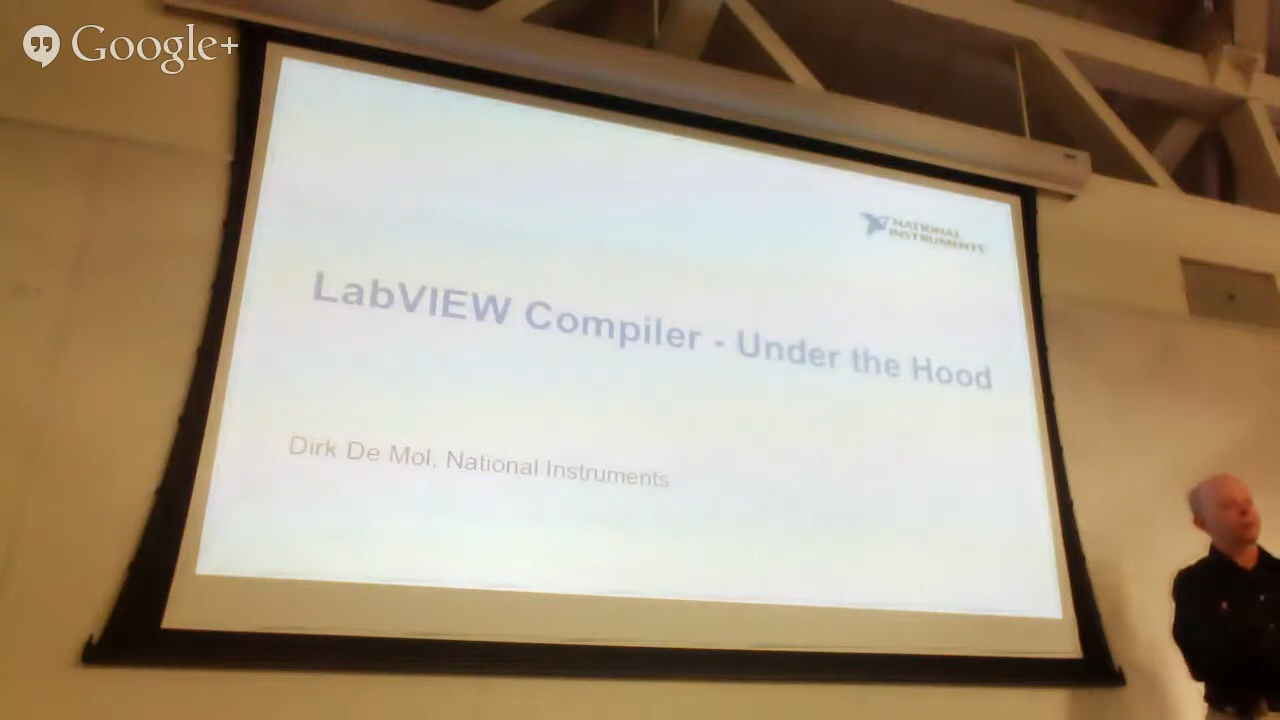 Google+
NATIONAL
INSTRUMENTS
LabVIEW Compiler - Under the Hood
Dirk De Mol, National Instruments